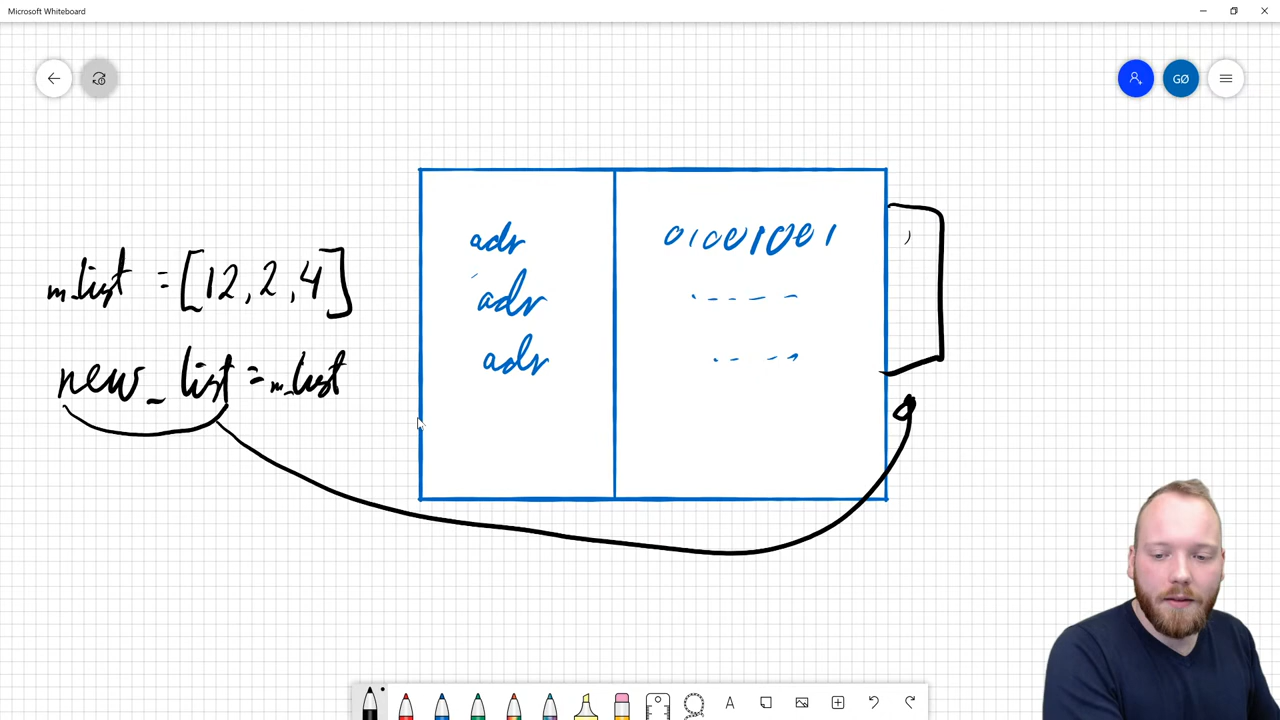 Microsoft Whiteboard
GØ
m_list = [12, 2, 4]
new_list = m_list
adr 01001001
adr
adr
A